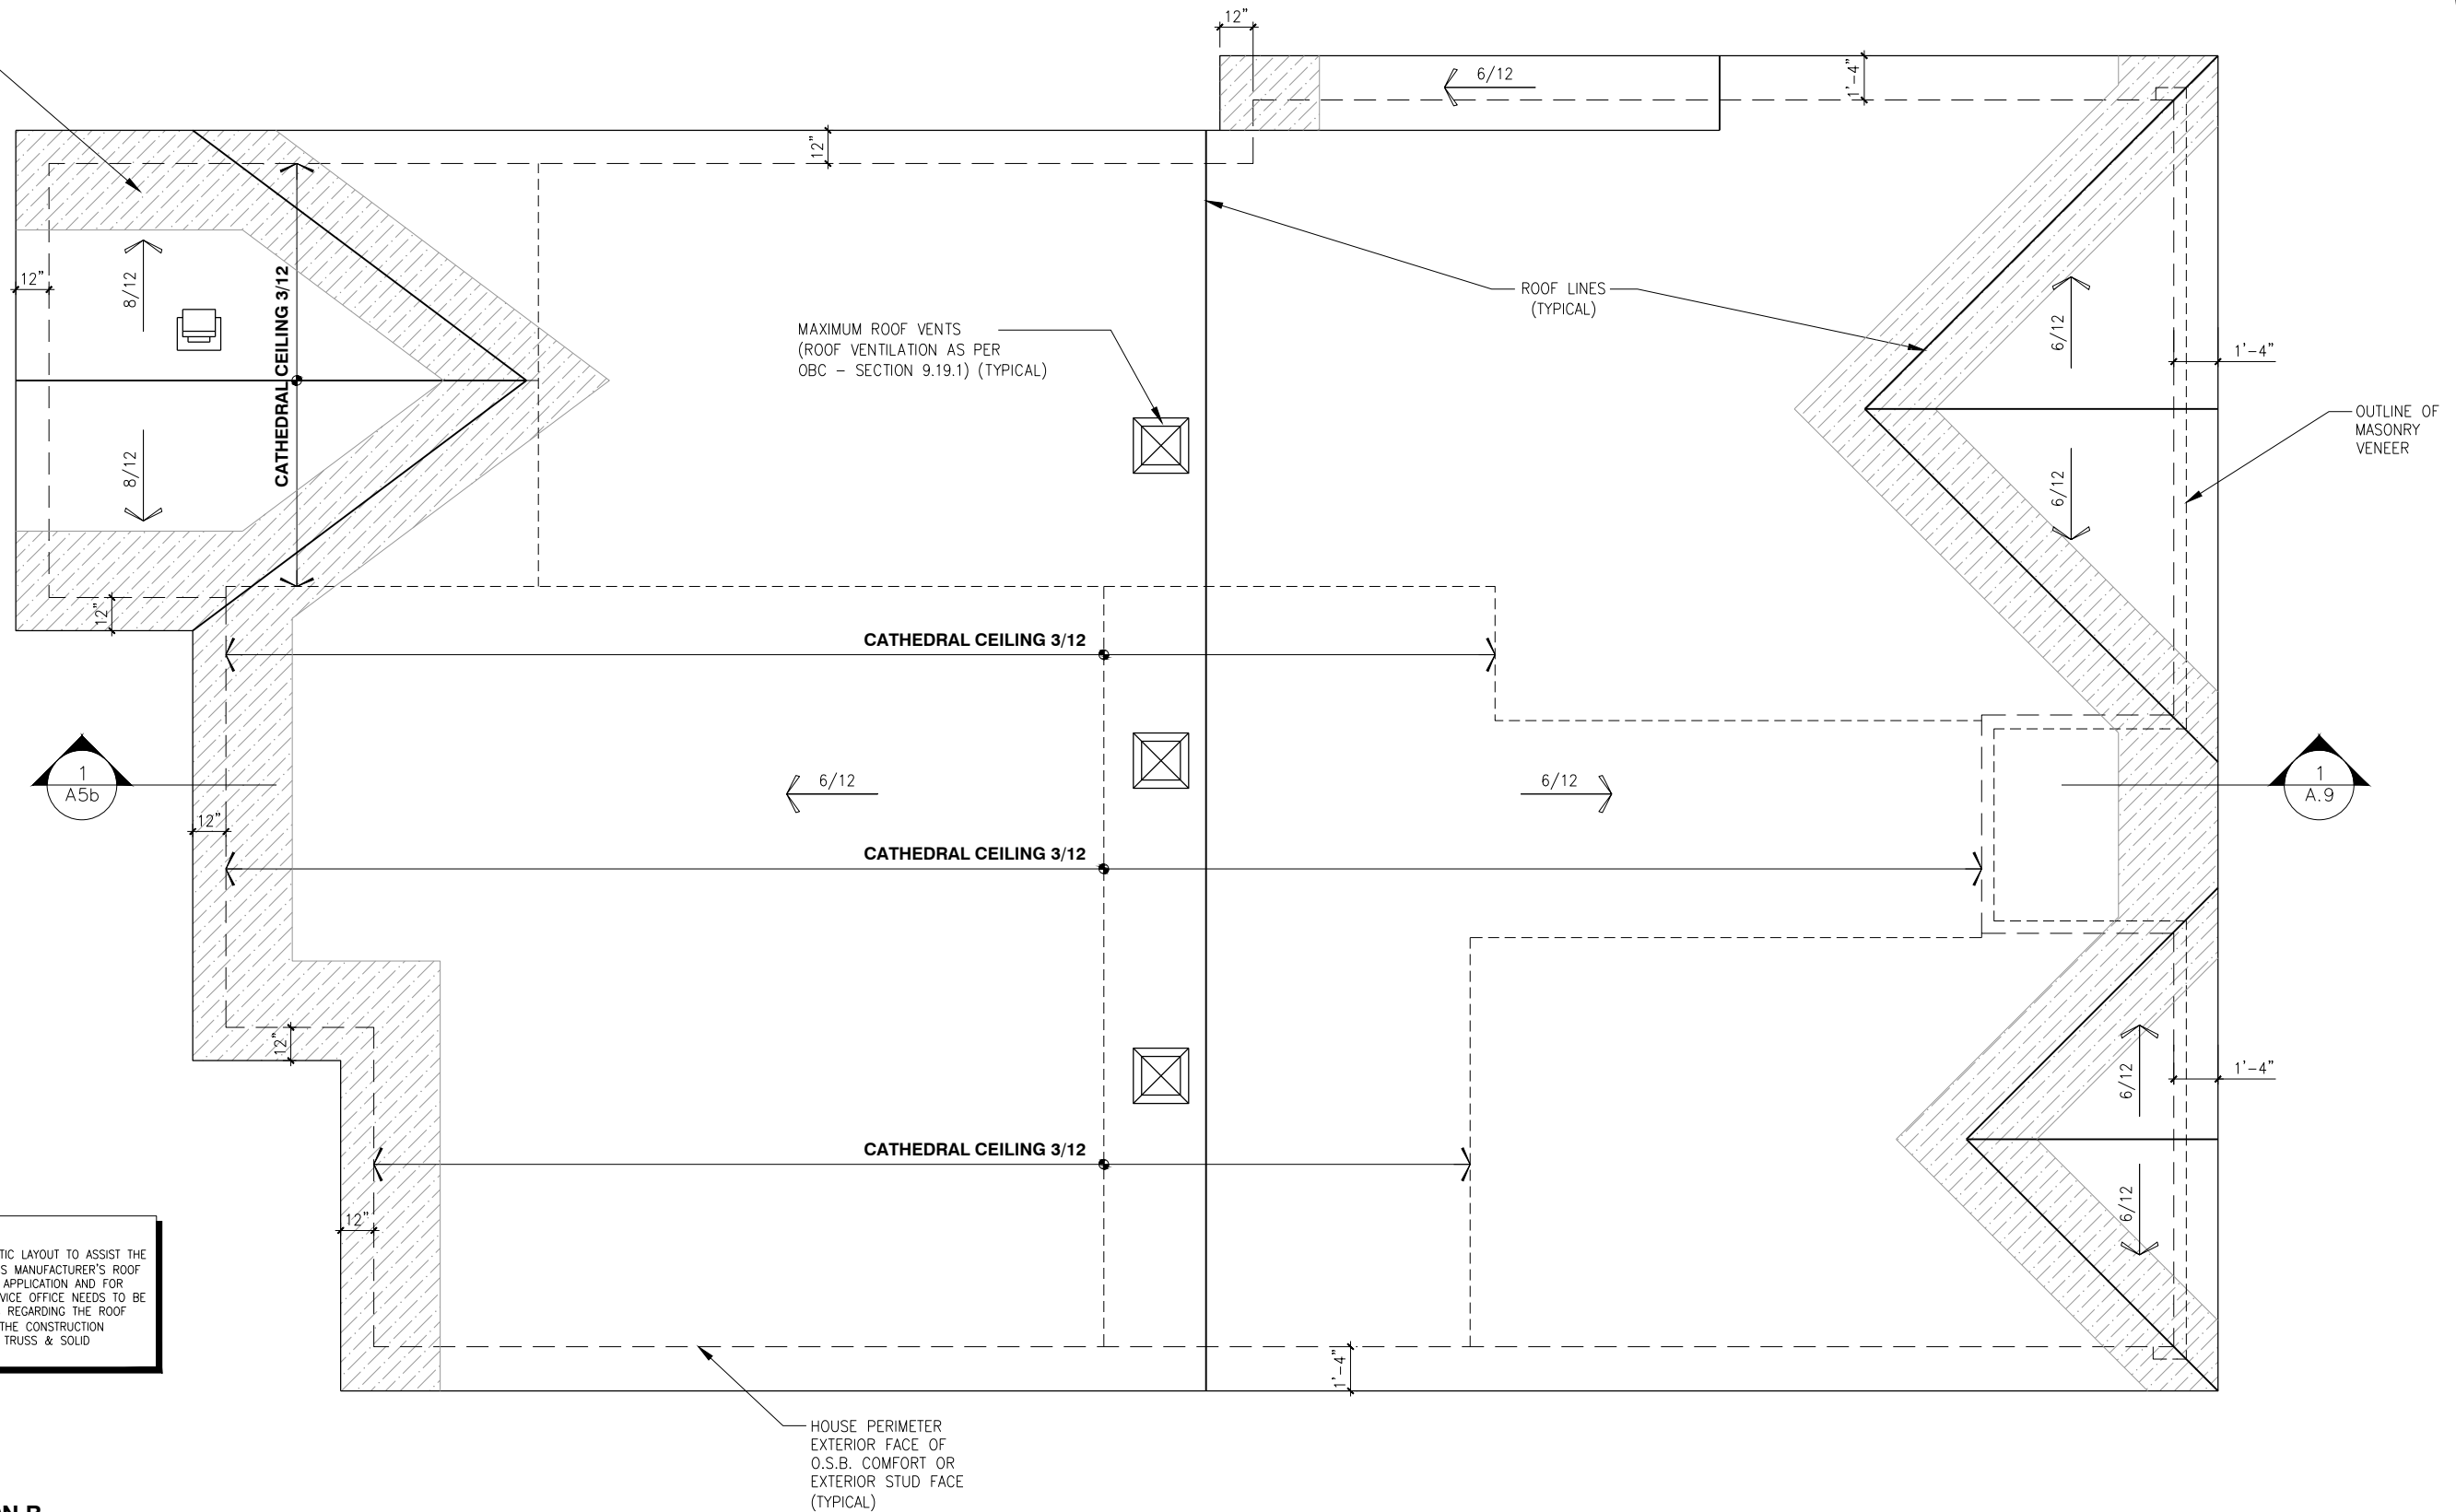 12"
6/12
1'-4"
12"
12"
8/12
CATHEDRAL CEILING 3/12
8/12
12"
MAXIMUM ROOF VENTS
(ROOF VENTILATION AS PER
OBC - SECTION 9.19.1) (TYPICAL)
ROOF LINES
(TYPICAL)
6/12
6/12
1'-4"
OUTLINE OF
MASONRY
VENEER
CATHEDRAL CEILING 3/12
1
A5b
6/12
6/12
1
A.9
12"
CATHEDRAL CEILING 3/12
12"
6/12
1'-4"
CATHEDRAL CEILING 3/12
6/12
12"
1'-4"
TIC LAYOUT TO ASSIST THE
S MANUFACTURER'S ROOF
APPLICATION AND FOR
VICE OFFICE NEEDS TO BE
REGARDING THE ROOF
THE CONSTRUCTION
TRUSS & SOLID
HOUSE PERIMETER
EXTERIOR FACE OF
O.S.B. COMFORT OR
EXTERIOR STUD FACE
(TYPICAL)